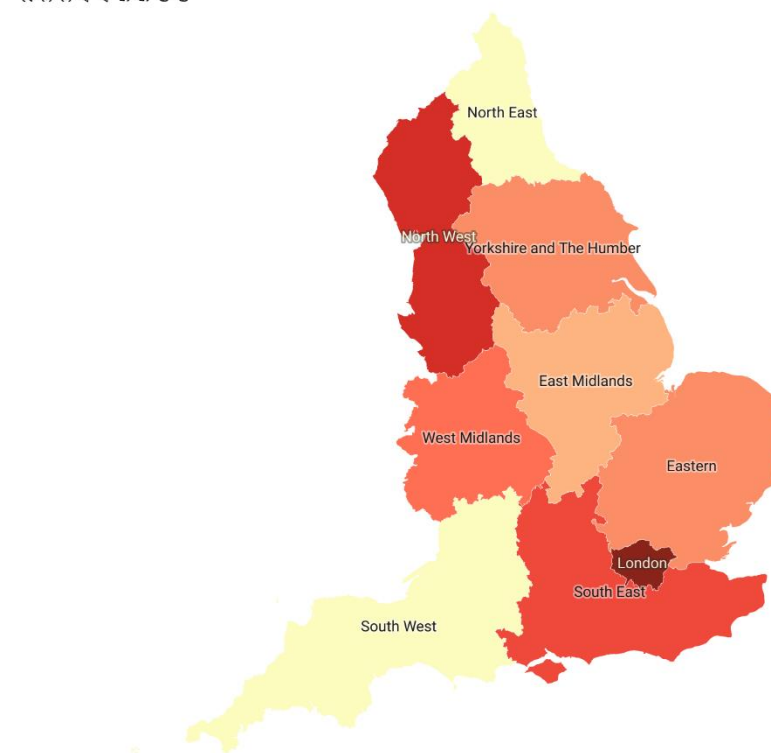 North East
North West
Yorkshire and The Humber
East Midlands
West Midlands
Eastern
London
South East
South West